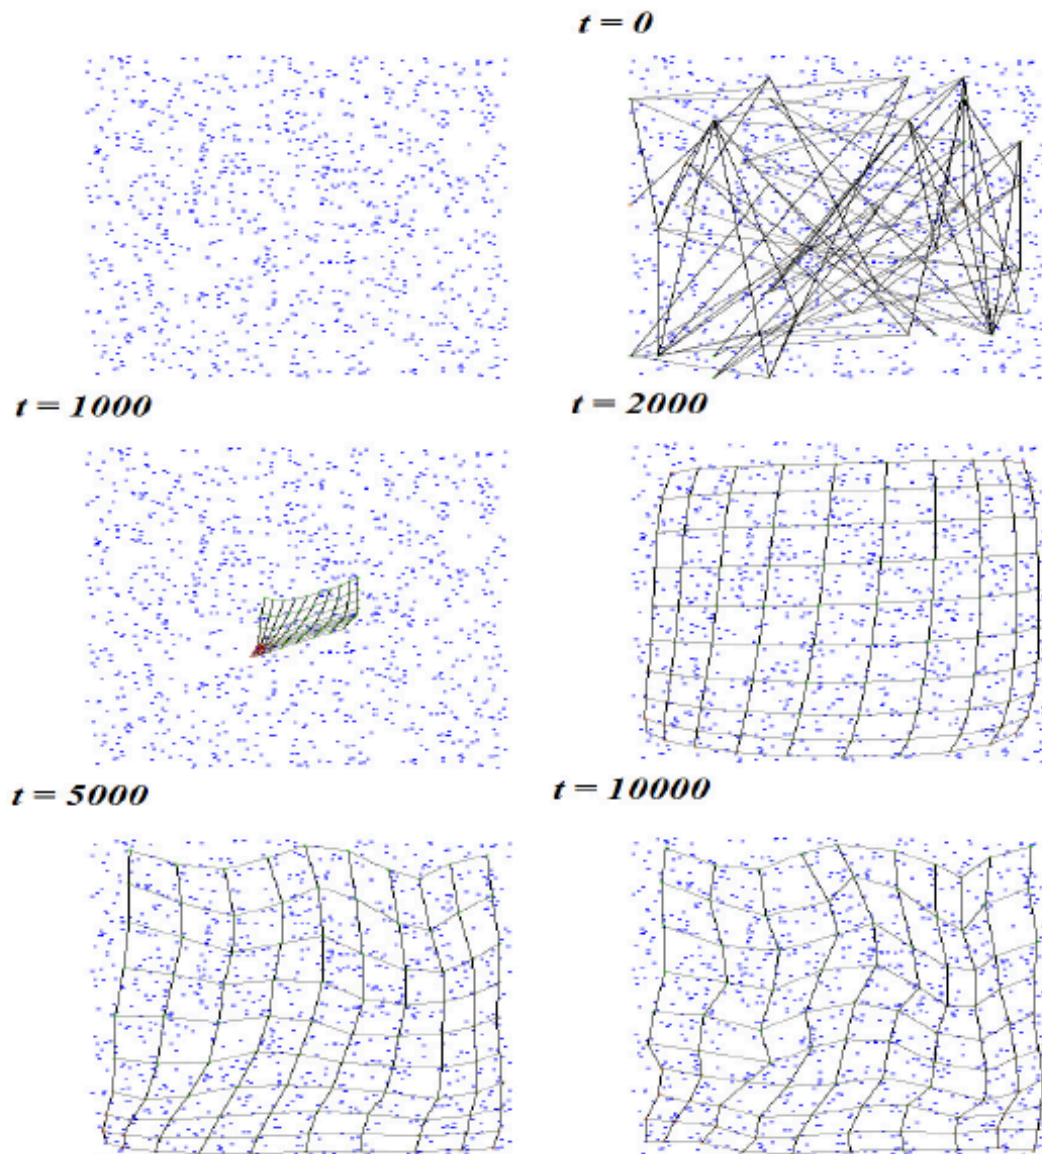 t = 0
t = 1000
t = 2000
t = 5000
t = 10000